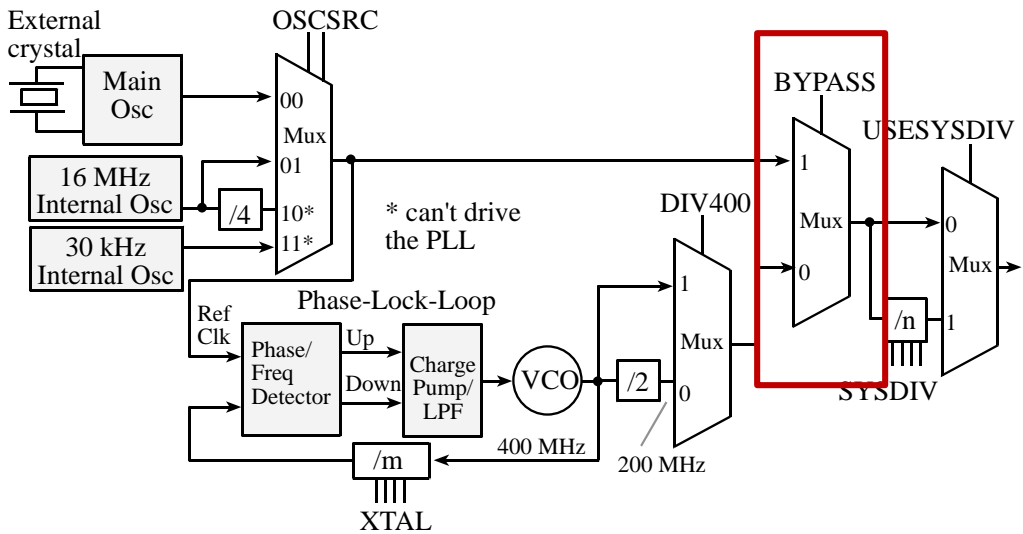 External
crystal
OSCSRC
Main
Osc
00
Mux
01
10*
11*
16 MHz
Internal Osc
/4
30 kHz
Internal Osc
* can't drive
the PLL
BYPASS
1
Mux
0
USESYSDIV
0
Mux
1
/n
SYSDIV
DIV400
1
Mux
0
Phase-Lock-Loop
Ref
Clk
Phase/
Freq
Detector
Up
Down
Charge
Pump/
LPF
VCO
/2
200 MHz
400 MHz
/m
XTAL